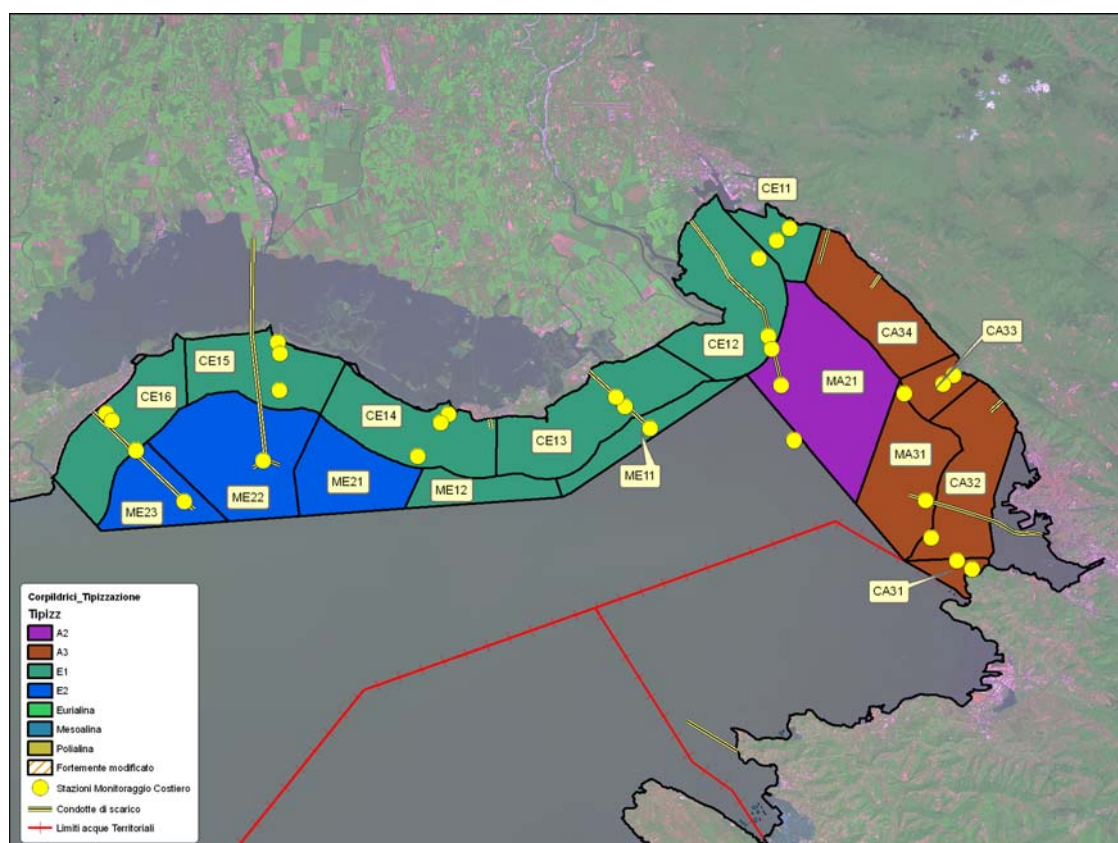 CE11
CA33
CA34
CE12
CE15
MA21
CE16
CE14
CE13
MA31
ME22
ME21
ME11
CA32
ME12
ME23
CA31
Corpildrici_Tipizzazione
Tipizz
A2
A3
E1
E2
Eurialina
Mesoalina
Polialina
Fortemente modificato
Stazioni Monitoraggio Costiero
Condotte di scarico
Limiti acque Territoriali